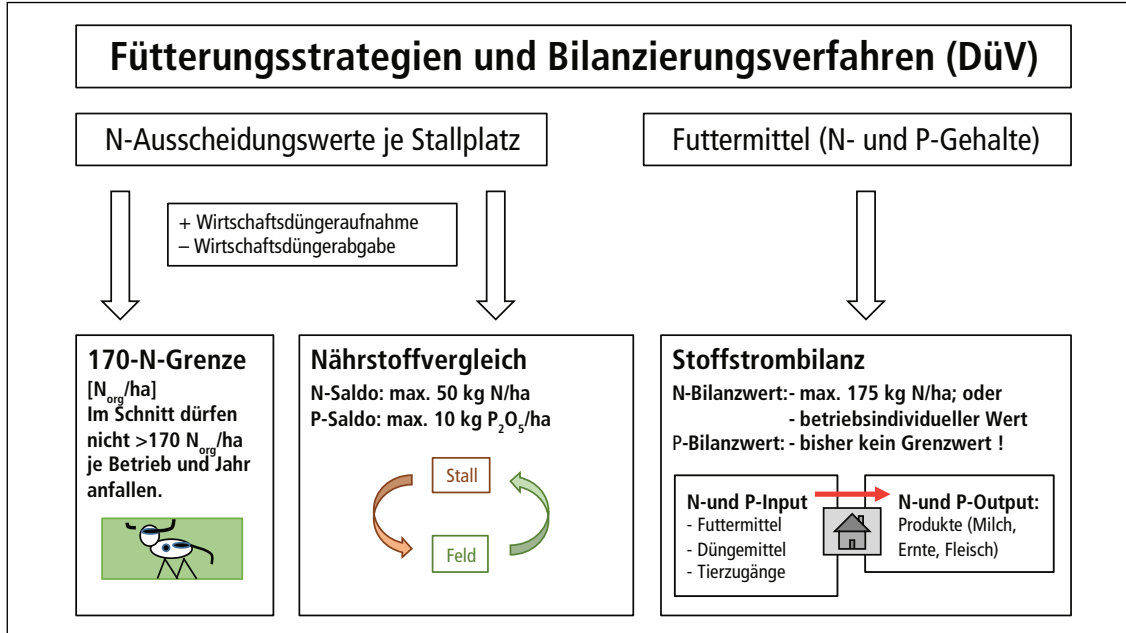 Fütterungsstrategien und Bilanzierungsverfahren (DüV)
N-Ausscheidungswerte je Stallplatz
Futtermittel (N- und P-Gehalte)
+ Wirtschaftsdüngeraufnahme
– Wirtschaftsdüngerabgabe
170-N-Grenze
[N_org/ha]
Im Schnitt dürfen
nicht >170 N_org/ha
je Betrieb und Jahr
anfallen.
Nährstoffvergleich
N-Saldo: max. 50 kg N/ha
P-Saldo: max. 10 kg P₂O₅/ha
Stall
Feld
Stoffstrombilanz
N-Bilanzwert:- max. 175 kg N/ha; oder
- betriebsindividueller Wert
P-Bilanzwert: - bisher kein Grenzwert !
N-und P-Input
- Futtermittel
- Düngemittel
- Tierzugänge
N-und P-Output:
Produkte (Milch,
Ernte, Fleisch)